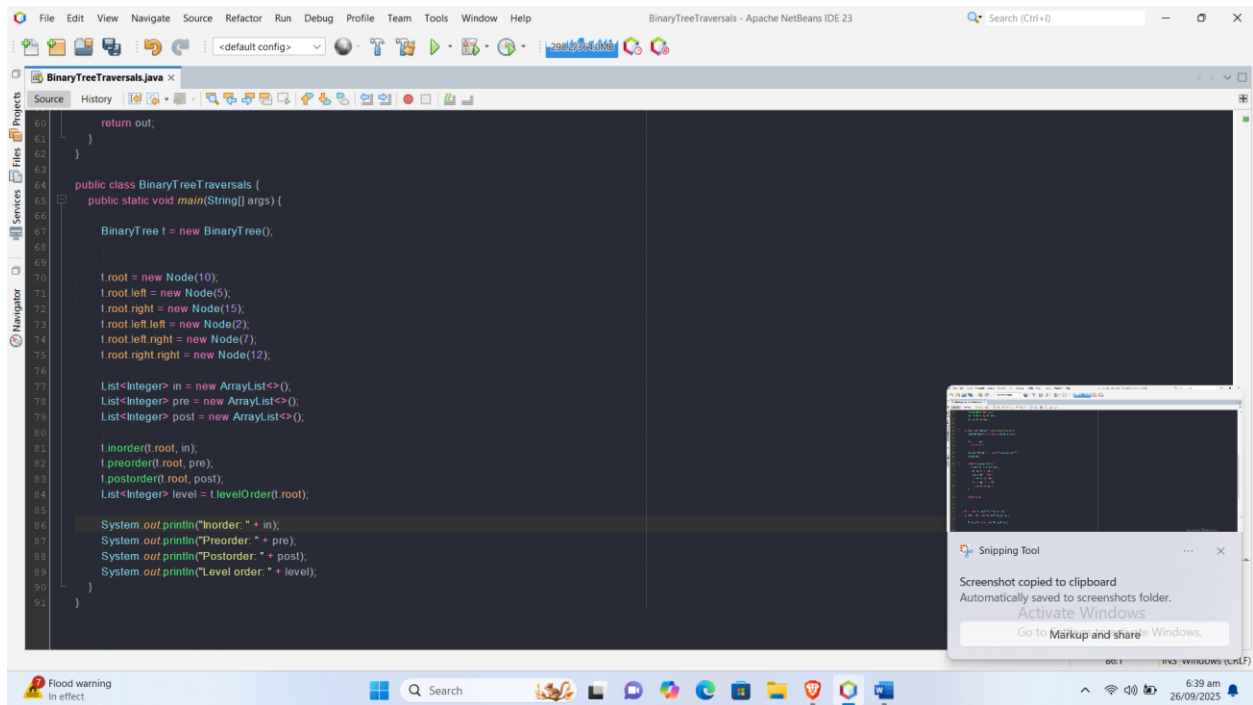 File Edit View Navigate Source Refactor Run Debug Profile Team Tools Window Help BinaryTreeTraversals - Apache NetBeans IDE 23 Search (Ctrl+I)
<default config>
BinaryTreeTraversals.java
Source History
Projects
Files
Services
Navigator
60 return out;
61 }
62 }
63
64 public class BinaryTreeTraversals {
65 public static void main(String[] args) {
66
67 BinaryTree t = new BinaryTree();
68
69
70 t.root = new Node(10);
71 t.root.left = new Node(5);
72 t.root.right = new Node(15);
73 t.root.left.left = new Node(2);
74 t.root.left.right = new Node(7);
75 t.root.right.right = new Node(12);
76
77 List<Integer> in = new ArrayList<>();
78 List<Integer> pre = new ArrayList<>();
79 List<Integer> post = new ArrayList<>();
80
81 t.inorder(t.root, in);
82 t.preorder(t.root, pre);
83 t.postorder(t.root, post);
84 List<Integer> level = t.levelOrder(t.root);
85
86 System.out.println("Inorder: " + in);
87 System.out.println("Preorder: " + pre);
88 System.out.println("Postorder: " + post);
89 System.out.println("Level order: " + level);
90 }
91 }
Snipping Tool
Screenshot copied to clipboard
Automatically saved to screenshots folder.
Activate Windows
Go to Settings to activate Windows.
Markup and share
86:1 INS Windows (CRLF)
7
Flood warning
In effect
Search
6:39 am
26/09/2025